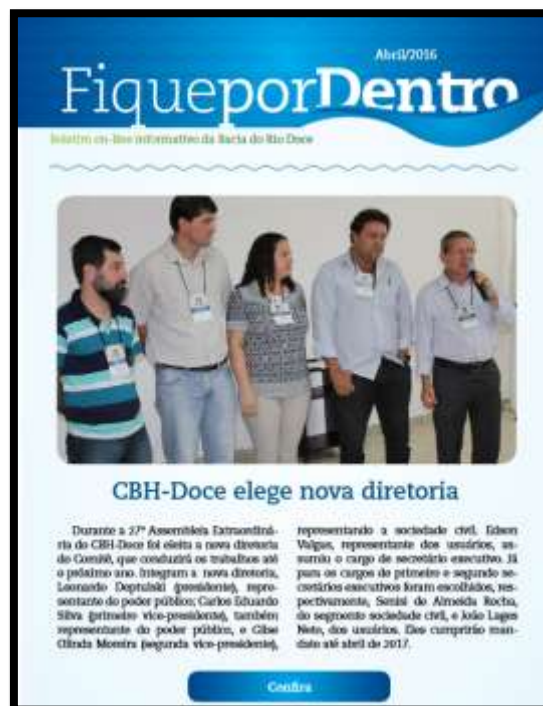 Abril/2016
FiqueporDentro
Boletim on-line informativo da Bacia do Rio Doce
CBH-Doce elege nova diretoria
Durante a 27ª Assembleia Extraordiná-
ria do CBH-Doce foi eleita a nova diretoria
do Comitê, que conduzirá os trabalhos até
o próximo ano. Integram a nova diretoria,
Leonardo Deptulski (presidente), repre-
sentante do poder público; Carlos Eduardo
Silva (primeiro vice-presidente), também
representante do poder público, e Gilse
Olinda Moreira (segunda vice-presidente),
representando a sociedade civil. Edson
Valgas, representante dos usuários, as-
sumiu o cargo de secretário executivo. Já
para os cargos de primeiro e segundo se-
cretários executivos foram escolhidos, res-
pectivamente, Senisi de Almeida Rocha,
do segmento sociedade civil, e João Lages
Neto, dos usuários. Eles cumprirão man-
dato até abril de 2017.
Confira